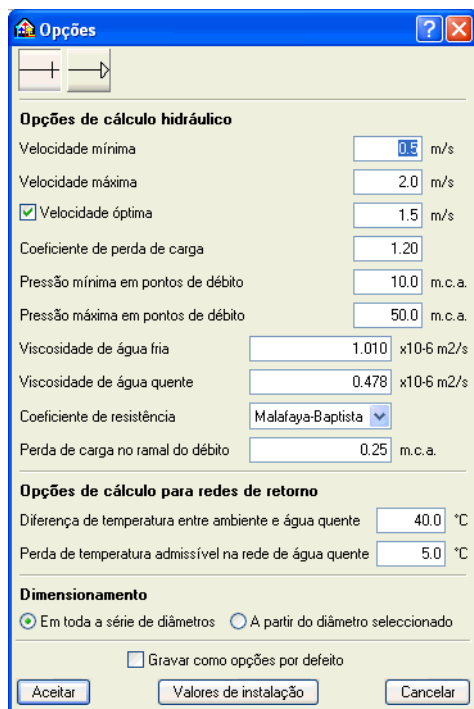 Opções
Opções de cálculo hidráulico
Velocidade mínima 0.5 m/s
Velocidade máxima 2.0 m/s
Velocidade óptima 1.5 m/s
Coeficiente de perda de carga 1.20
Pressão mínima em pontos de débito 10.0 m.c.a.
Pressão máxima em pontos de débito 50.0 m.c.a.
Viscosidade de água fria 1.010 x10-6 m2/s
Viscosidade de água quente 0.478 x10-6 m2/s
Coeficiente de resistência Malafaya-Baptista
Perda de carga no ramal do débito 0.25 m.c.a.
Opções de cálculo para redes de retorno
Diferença de temperatura entre ambiente e água quente 40.0 °C
Perda de temperatura admissível na rede de água quente 5.0 °C
Dimensionamento
Em toda a série de diâmetros A partir do diâmetro seleccionado
Gravar como opções por defeito
Aceitar Valores de instalação Cancelar